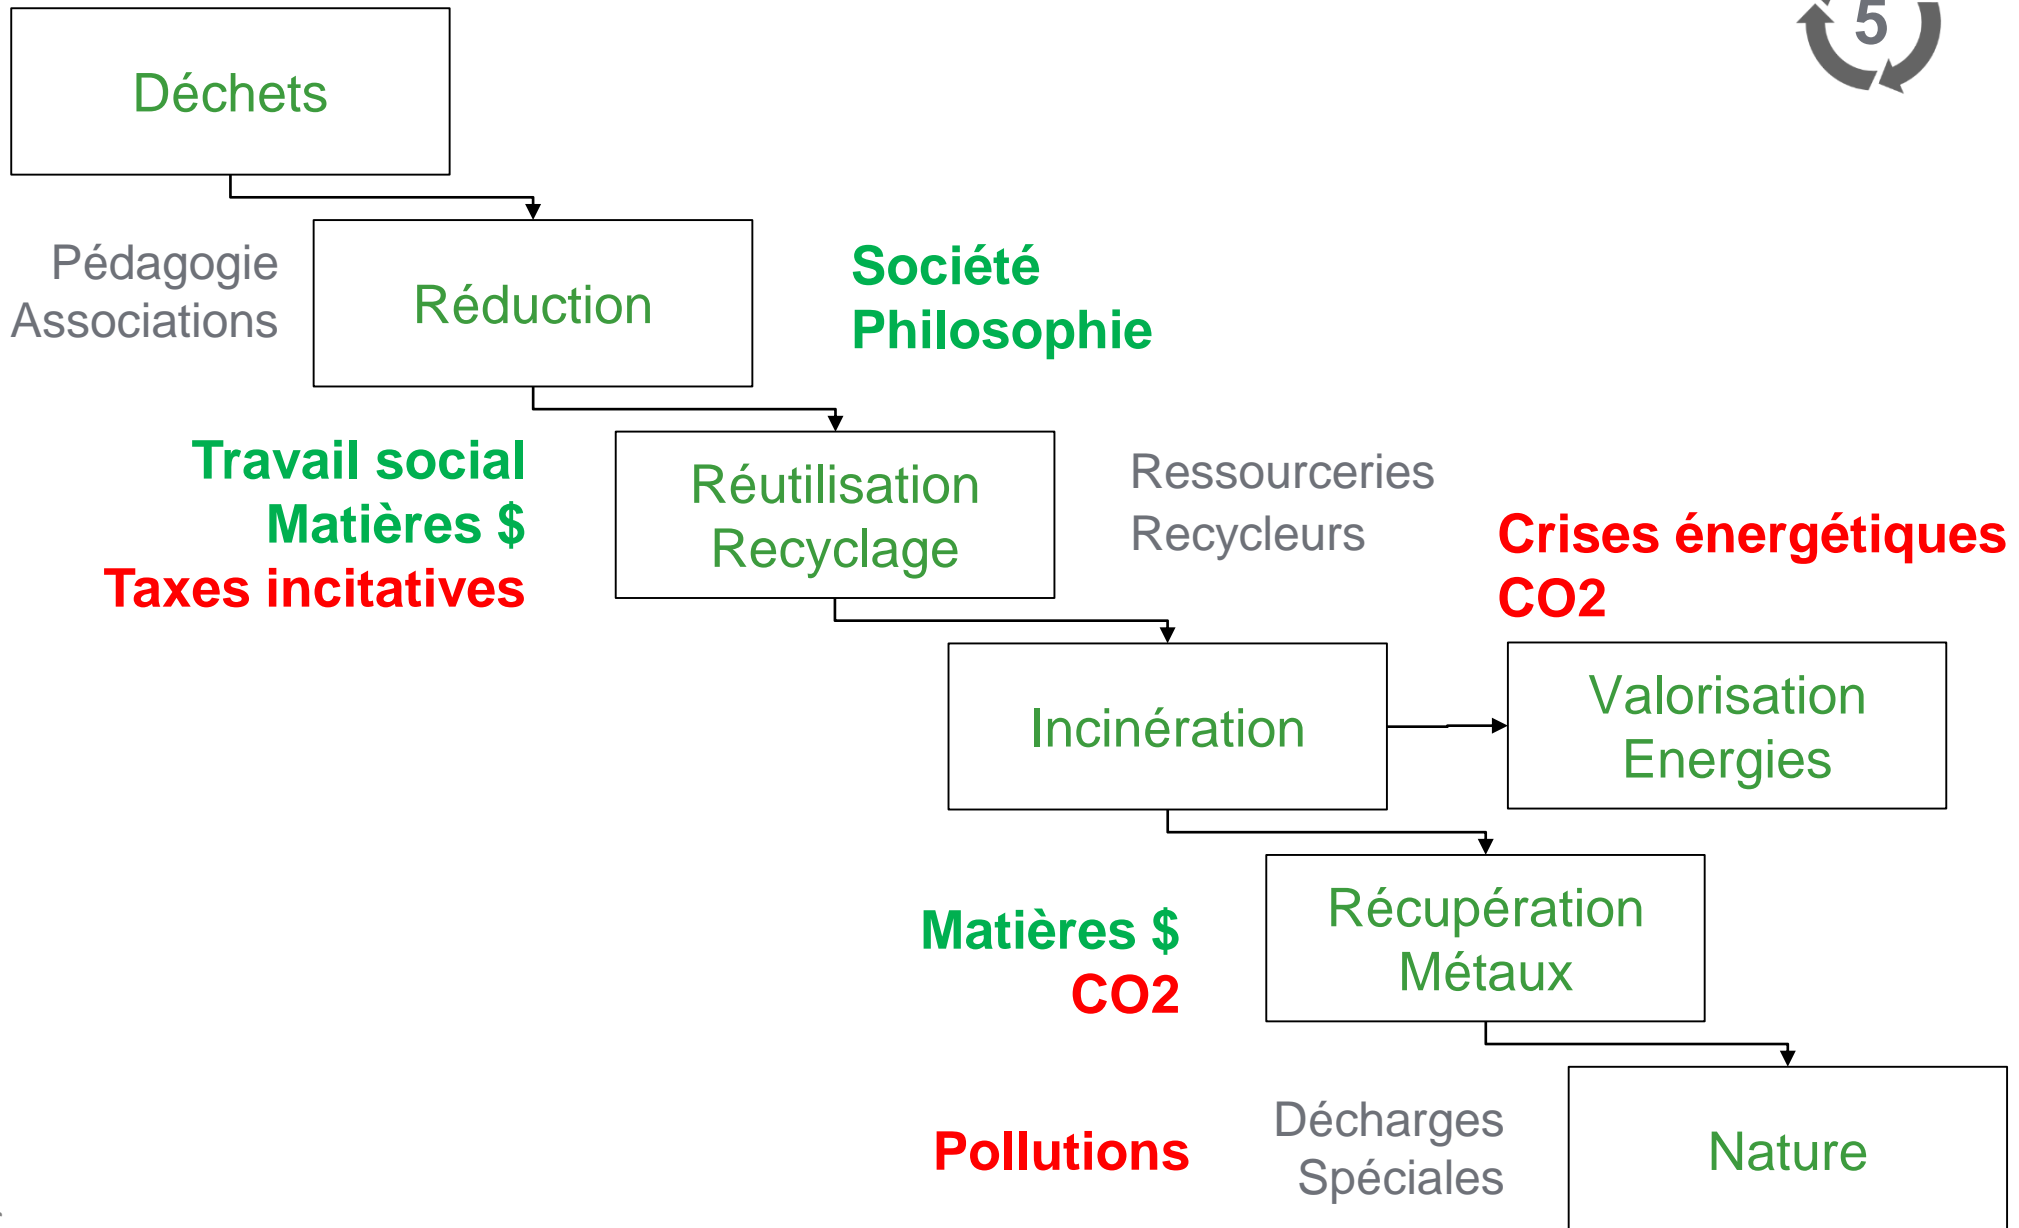 5
Déchets
Pédagogie
Associations
Réduction
Société
Philosophie
Travail social
Matières $
Taxes incitatives
Réutilisation
Recyclage
Ressourceries
Recycleurs
Crises énergétiques
CO2
Incinération
Valorisation
Energies
Matières $
CO2
Récupération
Métaux
Pollutions
Décharges
Spéciales
Nature